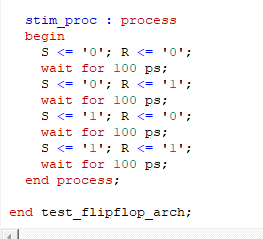 stim_proc : process
begin
S <= '0'; R <= '0';
wait for 100 ps;
S <= '0'; R <= '1';
wait for 100 ps;
S <= '1'; R <= '0';
wait for 100 ps;
S <= '1'; R <= '1';
wait for 100 ps;
end process;
end test_flipflop_arch;